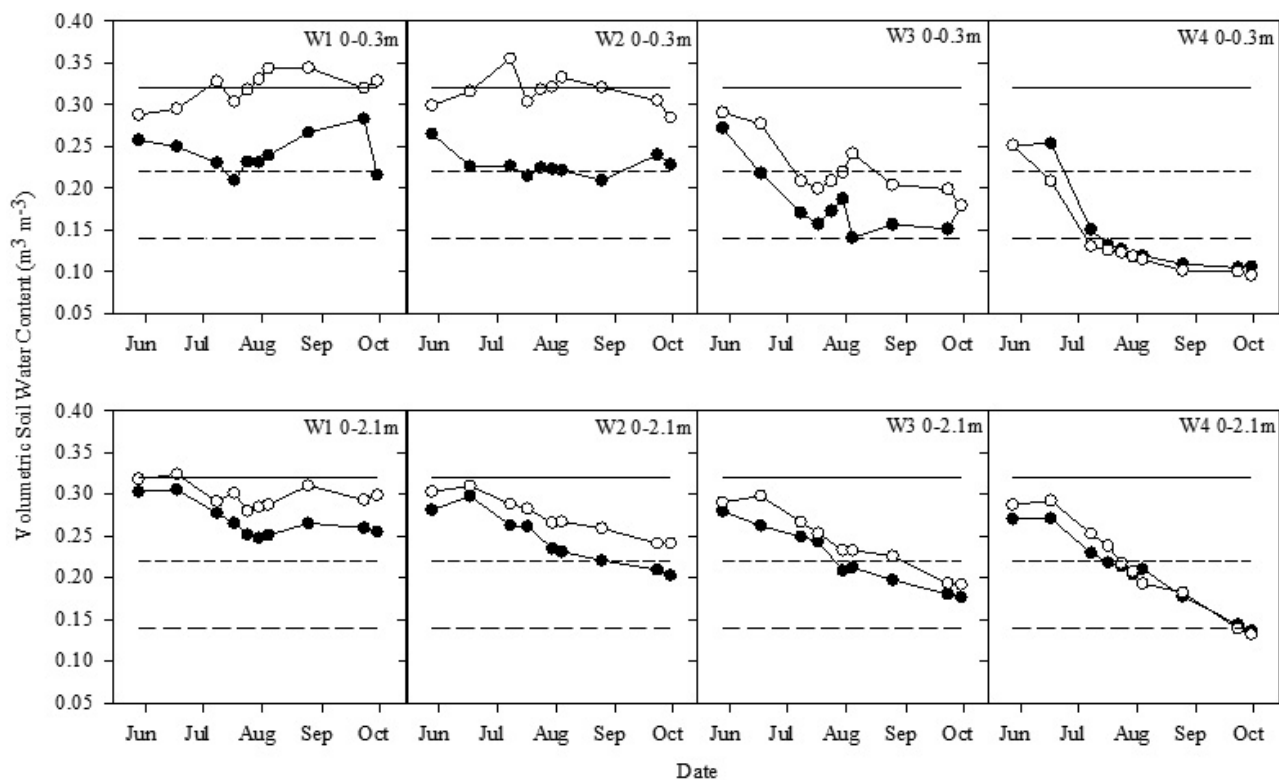 Volumetric Soil Water Content (m³ m⁻³)
0.40
0.35
0.30
0.25
0.20
0.15
0.10
0.05
W1 0-0.3m
W2 0-0.3m
W3 0-0.3m
W4 0-0.3m
Jun Jul Aug Sep Oct
Jun Jul Aug Sep Oct
Jun Jul Aug Sep Oct
Jun Jul Aug Sep Oct
0.40
0.35
0.30
0.25
0.20
0.15
0.10
0.05
W1 0-2.1m
W2 0-2.1m
W3 0-2.1m
W4 0-2.1m
Jun Jul Aug Sep Oct
Jun Jul Aug Sep Oct
Jun Jul Aug Sep Oct
Jun Jul Aug Sep Oct
Date